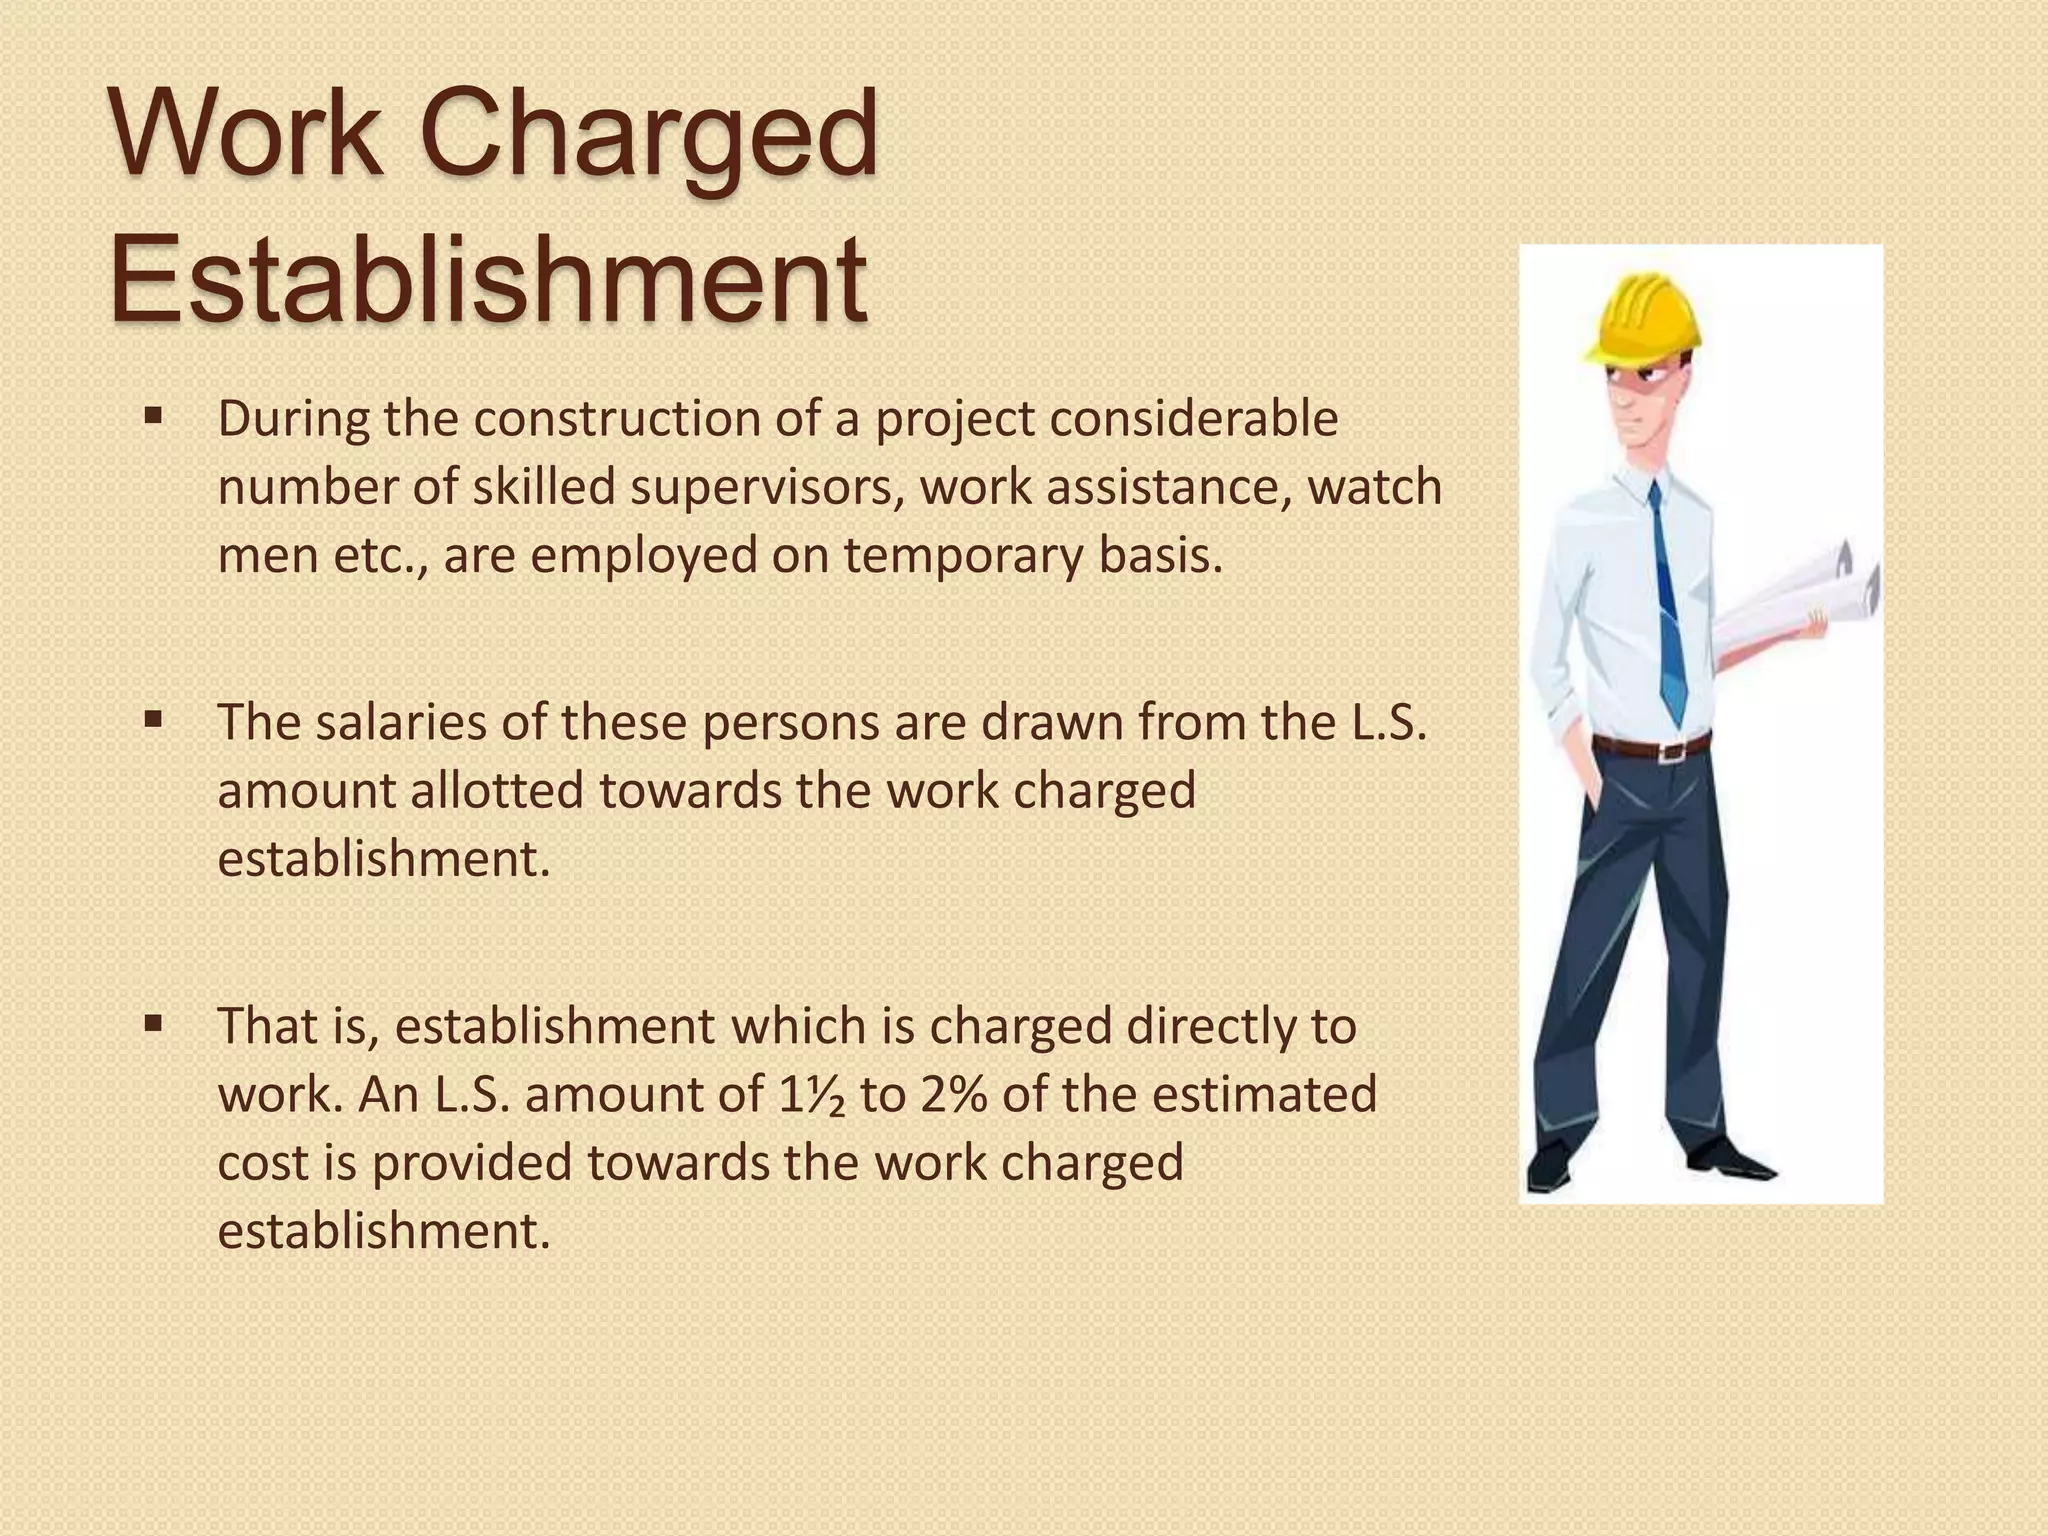 Work Charged
Establishment
▪ During the construction of a project considerable
number of skilled supervisors, work assistance, watch
men etc., are employed on temporary basis.
▪ The salaries of these persons are drawn from the L.S.
amount allotted towards the work charged
establishment.
▪ That is, establishment which is charged directly to
work. An L.S. amount of 1½ to 2% of the estimated
cost is provided towards the work charged
establishment.